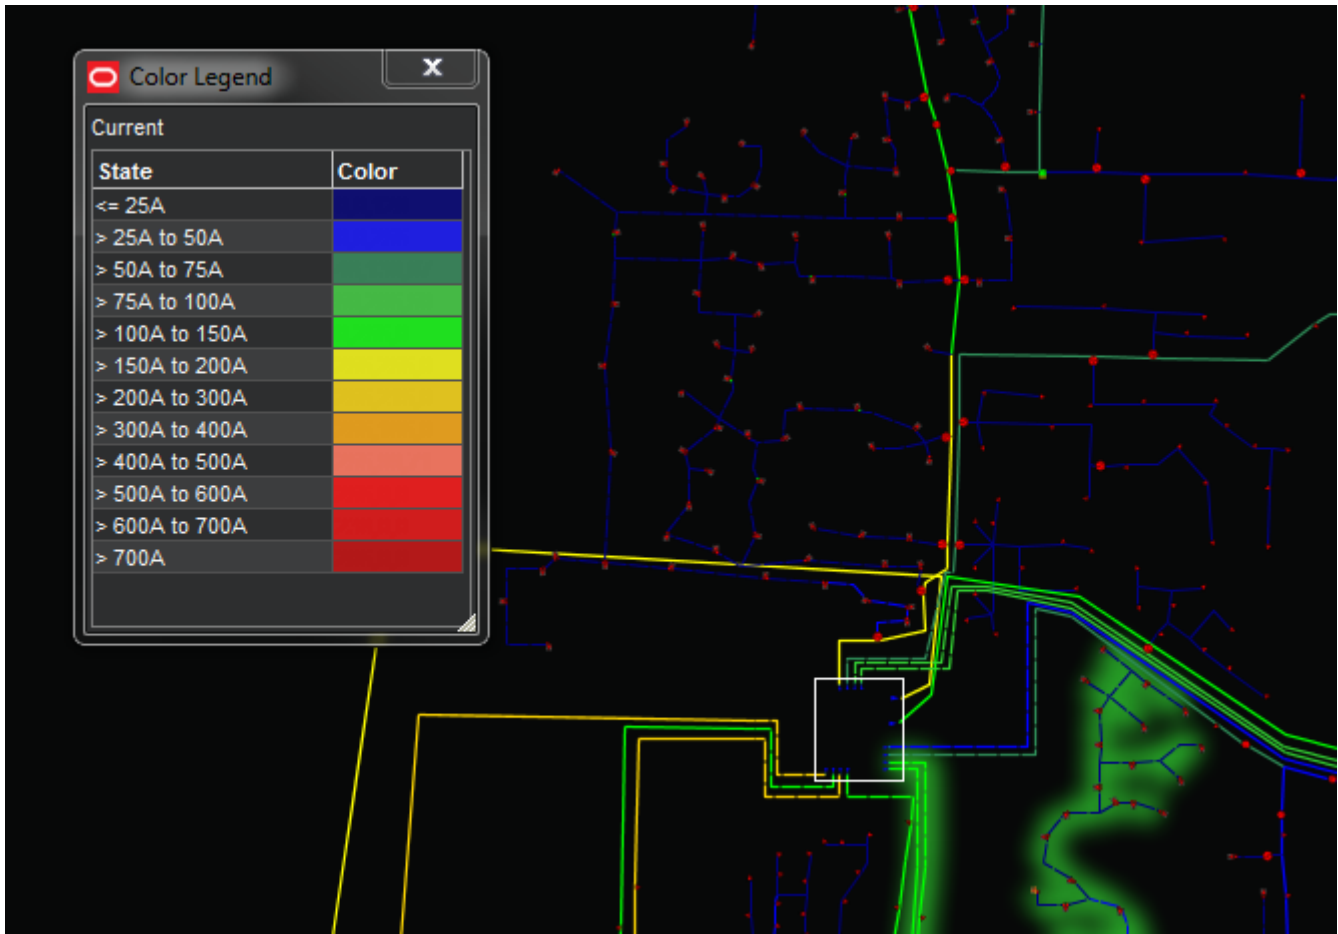 Color Legend
X
Current
State Color
<= 25A
> 25A to 50A
> 50A to 75A
> 75A to 100A
> 100A to 150A
> 150A to 200A
> 200A to 300A
> 300A to 400A
> 400A to 500A
> 500A to 600A
> 600A to 700A
> 700A